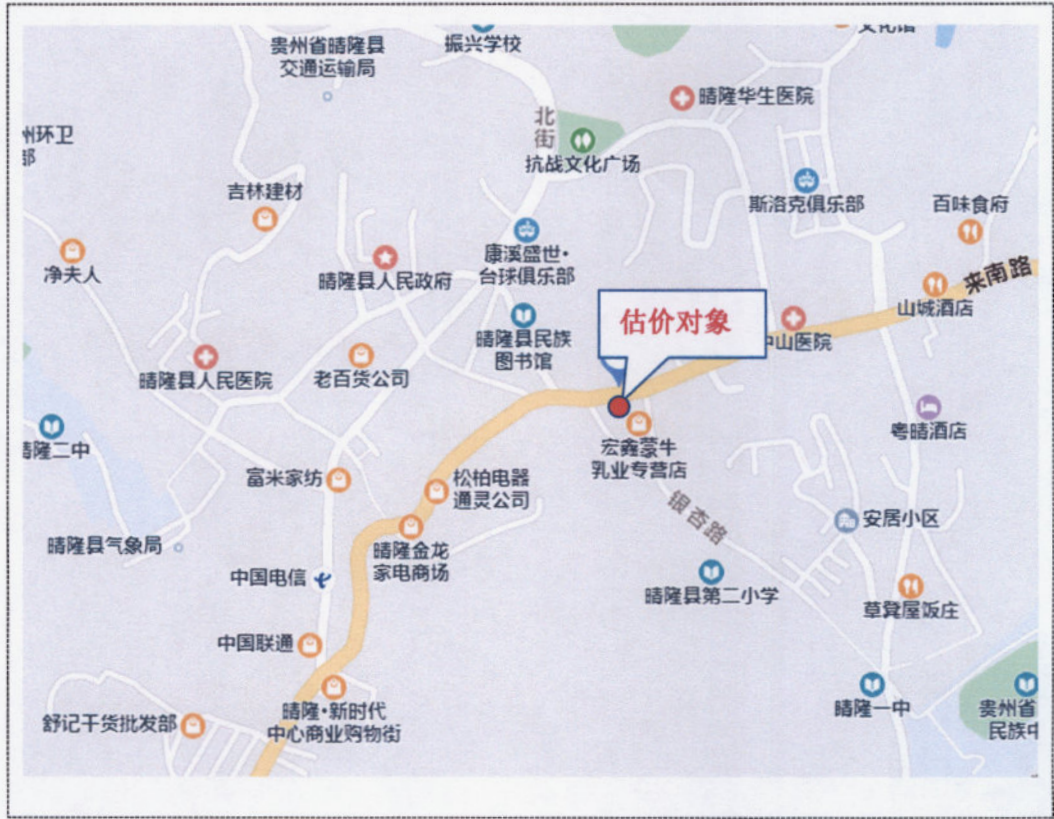 振兴学校
文化馆
贵州省晴隆县
交通运输局
晴隆华生医院
北街
抗战文化广场
州环卫
部
吉林建材
斯洛克俱乐部
百味食府
净夫人
晴隆县人民政府
康溪盛世·
台球俱乐部
来南路
山城酒店
估价对象
晴隆县民族
图书馆
中山医院
晴隆县人民医院
老百货公司
粤晴酒店
晴隆二中
宏鑫蒙牛
乳业专营店
富米家纺
松柏电器
通灵公司
银杏路
安居小区
晴隆县气象局
晴隆金龙
家电商场
中国电信
晴隆县第二小学
草凳屋饭庄
中国联通
晴隆一中
贵州省
民族中
舒记干货批发部
晴隆·新时代
中心商业购物街